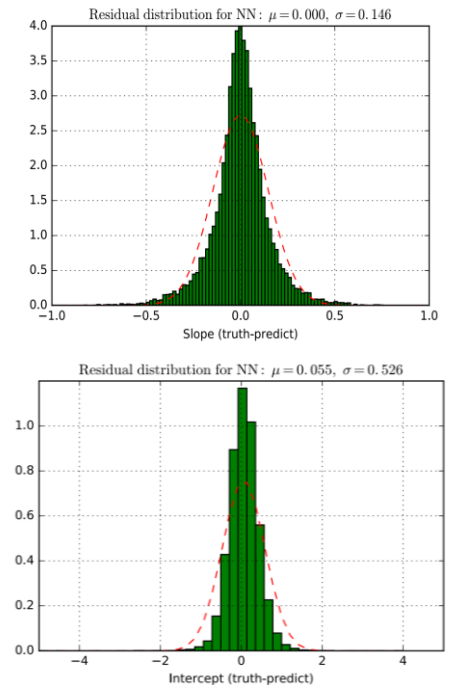 Residual distribution for NN: μ = 0.000, σ = 0.146
4.0
3.5
3.0
2.5
2.0
1.5
1.0
0.5
0.0
−1.0 −0.5 0.0 0.5 1.0
Slope (truth-predict)
Residual distribution for NN: μ = 0.055, σ = 0.526
1.0
0.8
0.6
0.4
0.2
0.0
−4 −2 0 2 4
Intercept (truth-predict)